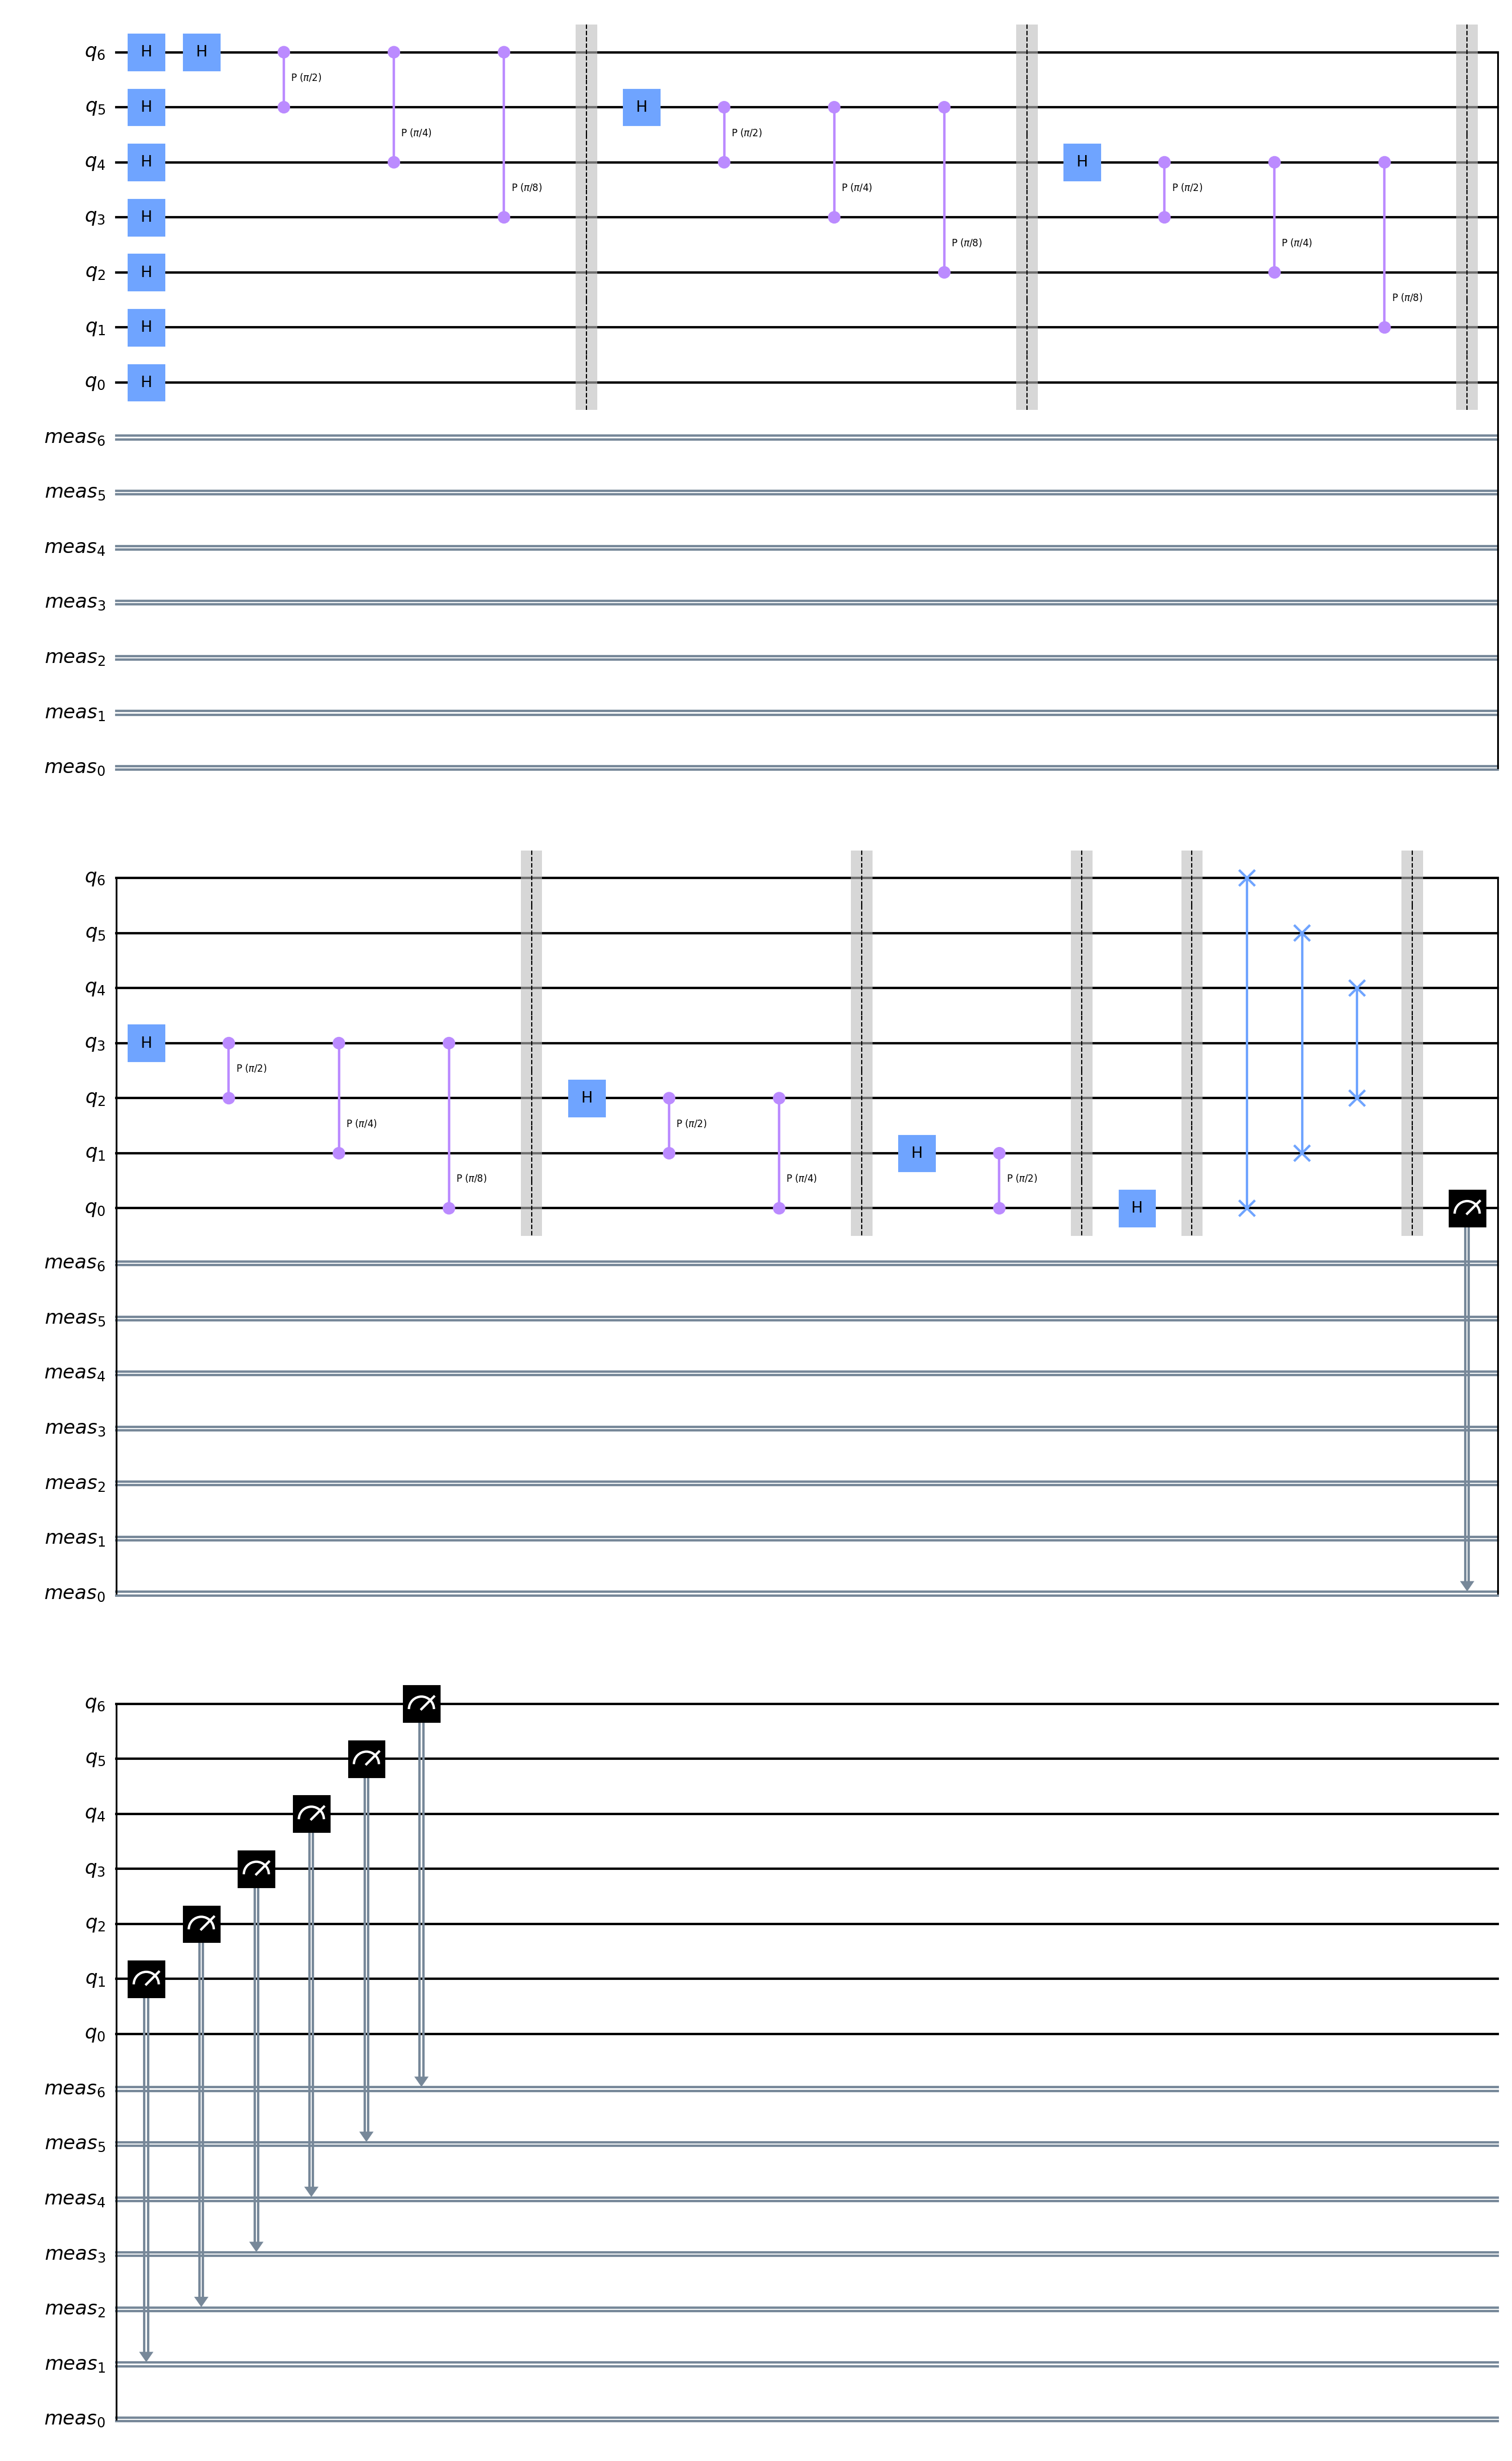 q6 H H
P (π/2)
q5 H H P (π/2)
P (π/4)
q4 H H P (π/2)
P (π/8) P (π/4)
q3 H
P (π/8) P (π/4)
q2 H
P (π/8)
q1 H
q0 H
meas6
meas5
meas4
meas3
meas2
meas1
meas0
q6
q5
q4
q3 H
P (π/2)
q2 H
P (π/4) P (π/2)
q1 H
P (π/8) P (π/4) P (π/2)
q0 H
meas6
meas5
meas4
meas3
meas2
meas1
meas0
q6
q5
q4
q3
q2
q1
q0
meas6
meas5
meas4
meas3
meas2
meas1
meas0